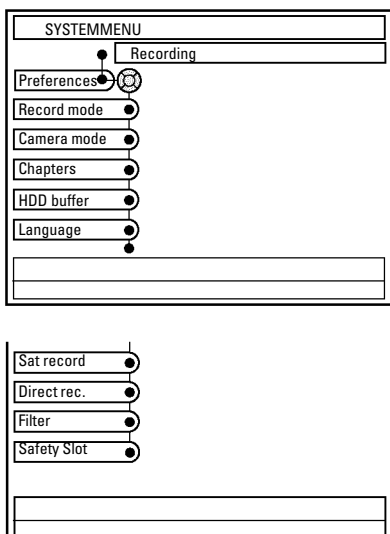 SYSTEMMENU
Recording
Preferences
Record mode
Camera mode
Chapters
HDD buffer
Language
Sat record
Direct rec.
Filter
Safety Slot